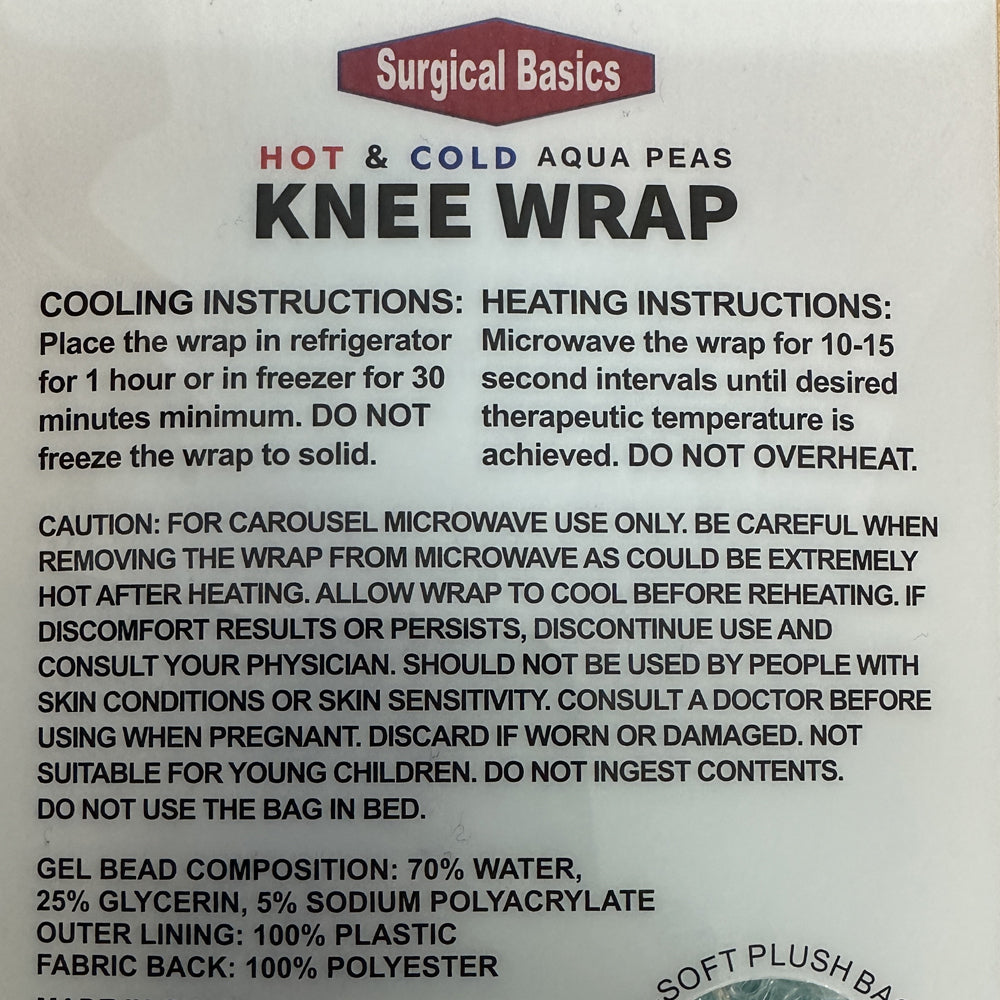 Surgical Basics
HOT & COLD AQUA PEAS
KNEE WRAP
COOLING INSTRUCTIONS:
Place the wrap in refrigerator
for 1 hour or in freezer for 30
minutes minimum. DO NOT
freeze the wrap to solid.
HEATING INSTRUCTIONS:
Microwave the wrap for 10-15
second intervals until desired
therapeutic temperature is
achieved. DO NOT OVERHEAT.
CAUTION: FOR CAROUSEL MICROWAVE USE ONLY. BE CAREFUL WHEN
REMOVING THE WRAP FROM MICROWAVE AS COULD BE EXTREMELY
HOT AFTER HEATING. ALLOW WRAP TO COOL BEFORE REHEATING. IF
DISCOMFORT RESULTS OR PERSISTS, DISCONTINUE USE AND
CONSULT YOUR PHYSICIAN. SHOULD NOT BE USED BY PEOPLE WITH
SKIN CONDITIONS OR SKIN SENSITIVITY. CONSULT A DOCTOR BEFORE
USING WHEN PREGNANT. DISCARD IF WORN OR DAMAGED. NOT
SUITABLE FOR YOUNG CHILDREN. DO NOT INGEST CONTENTS.
DO NOT USE THE BAG IN BED.
GEL BEAD COMPOSITION: 70% WATER,
25% GLYCERIN, 5% SODIUM POLYACRYLATE
OUTER LINING: 100% PLASTIC
FABRIC BACK: 100% POLYESTER
SOFT PLUSH BA